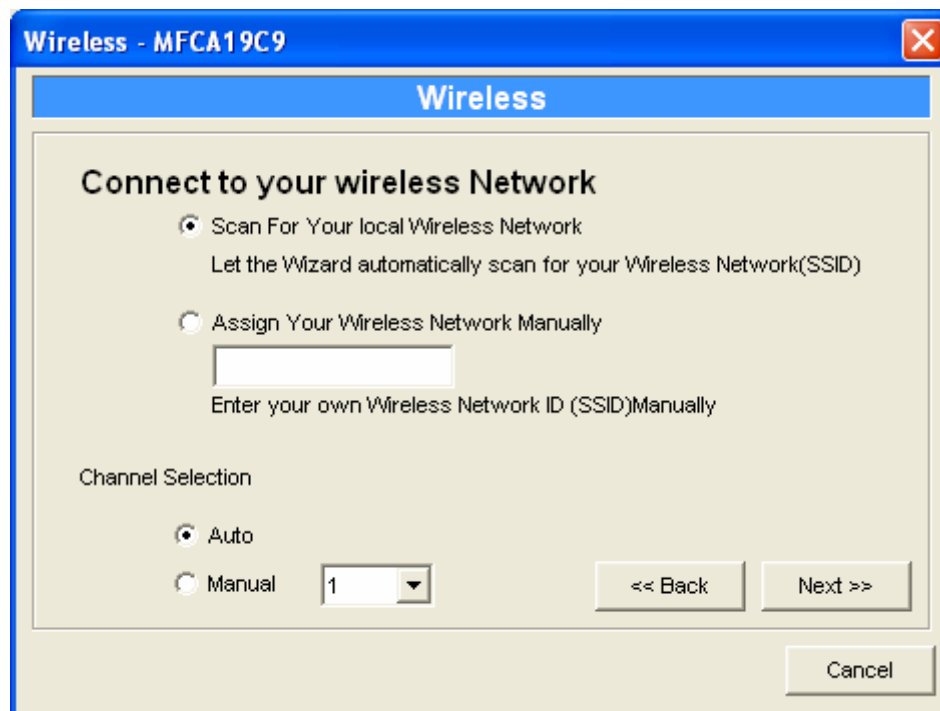 Wireless - MFCA19C9
Wireless
Connect to your wireless Network
Scan For Your local Wireless Network
Let the Wizard automatically scan for your Wireless Network(SSID)
Assign Your Wireless Network Manually
Enter your own Wireless Network ID (SSID)Manually
Channel Selection
Auto
Manual 1 << Back Next >>
Cancel